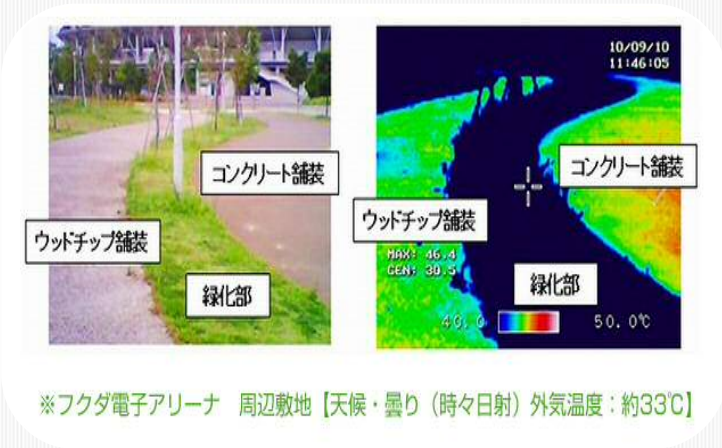 コンクリート舗装
ウッドチップ舗装
緑化部
10/09/10
11:46:05
コンクリート舗装
ウッドチップ舗装
MAX: 46.4
CEN: 30.5
緑化部
40.0 50.0℃
※フクダ電子アリーナ 周辺敷地【天候・曇り（時々日射）外気温度：約33℃】